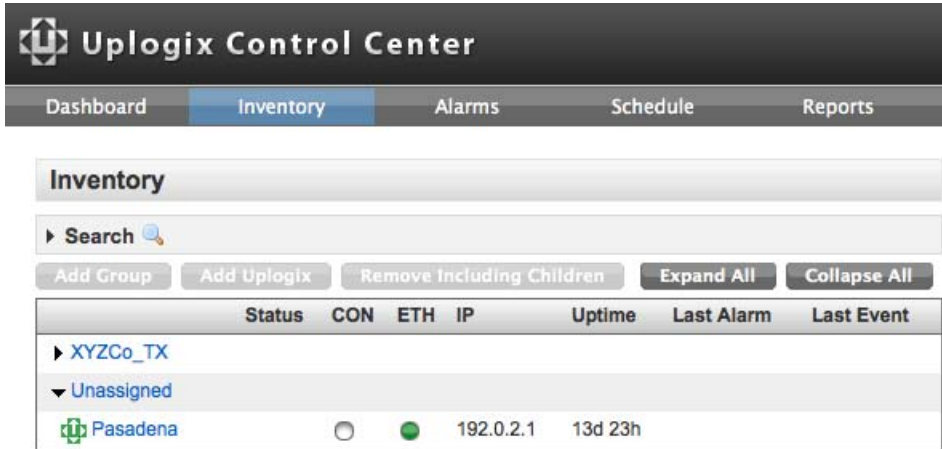 Uplogix Control Center
Dashboard Inventory Alarms Schedule Reports
Inventory
Search
Add Group Add Uplogix Remove Including Children Expand All Collapse All
Status CON ETH IP Uptime Last Alarm Last Event
XYZCo_TX
Unassigned
Pasadena 192.0.2.1 13d 23h